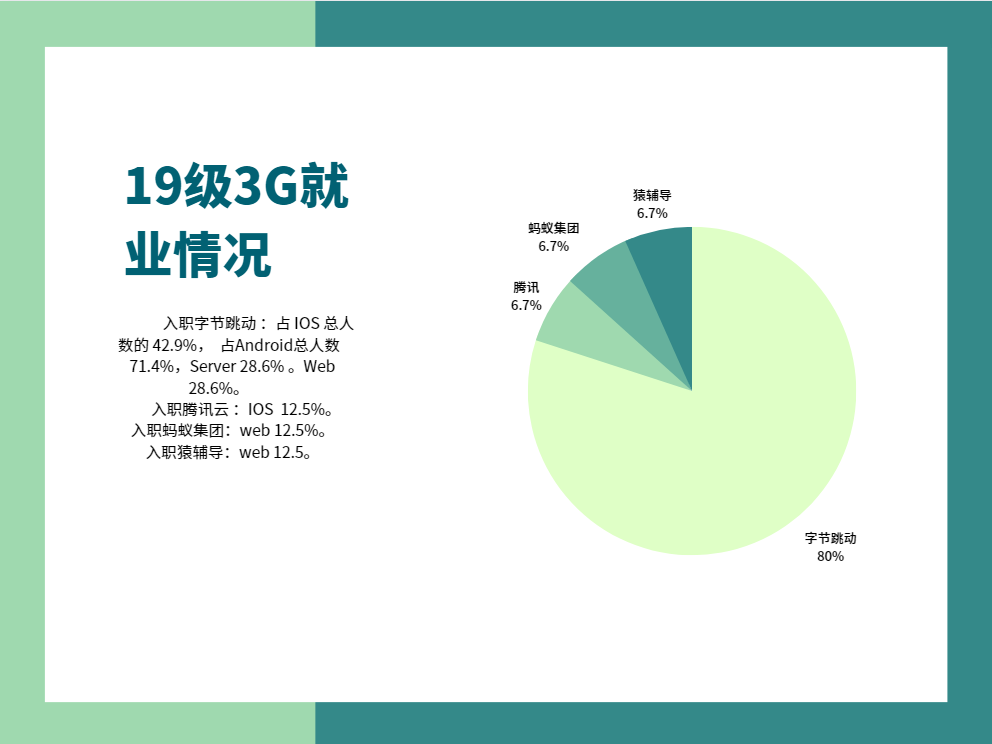 19级3G就
业情况
入职字节跳动 ：占 IOS 总人
数的 42.9%， 占Android总人数
71.4%，Server 28.6% 。Web
28.6%。
入职腾讯云 ：IOS 12.5%。
入职蚂蚁集团：web 12.5%。
入职猿辅导：web 12.5。
猿辅导
6.7%
蚂蚁集团
6.7%
腾讯
6.7%
字节跳动
80%